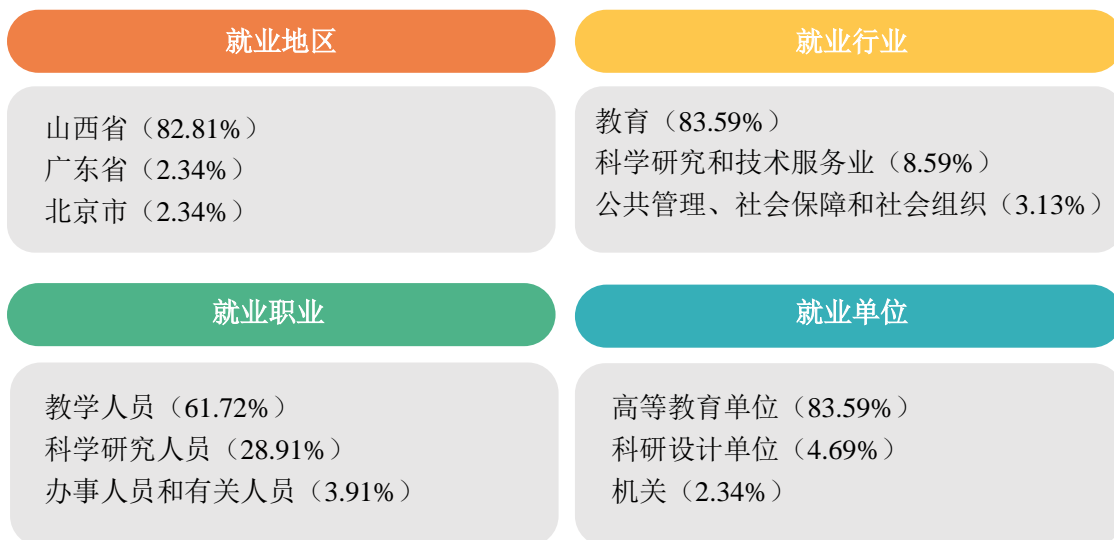 就业地区
山西省（82.81%）
广东省（2.34%）
北京市（2.34%）
就业行业
教育（83.59%）
科学研究和技术服务业（8.59%）
公共管理、社会保障和社会组织（3.13%）
就业职业
教学人员（61.72%）
科学研究人员（28.91%）
办事人员和有关人员（3.91%）
就业单位
高等教育单位（83.59%）
科研设计单位（4.69%）
机关（2.34%）